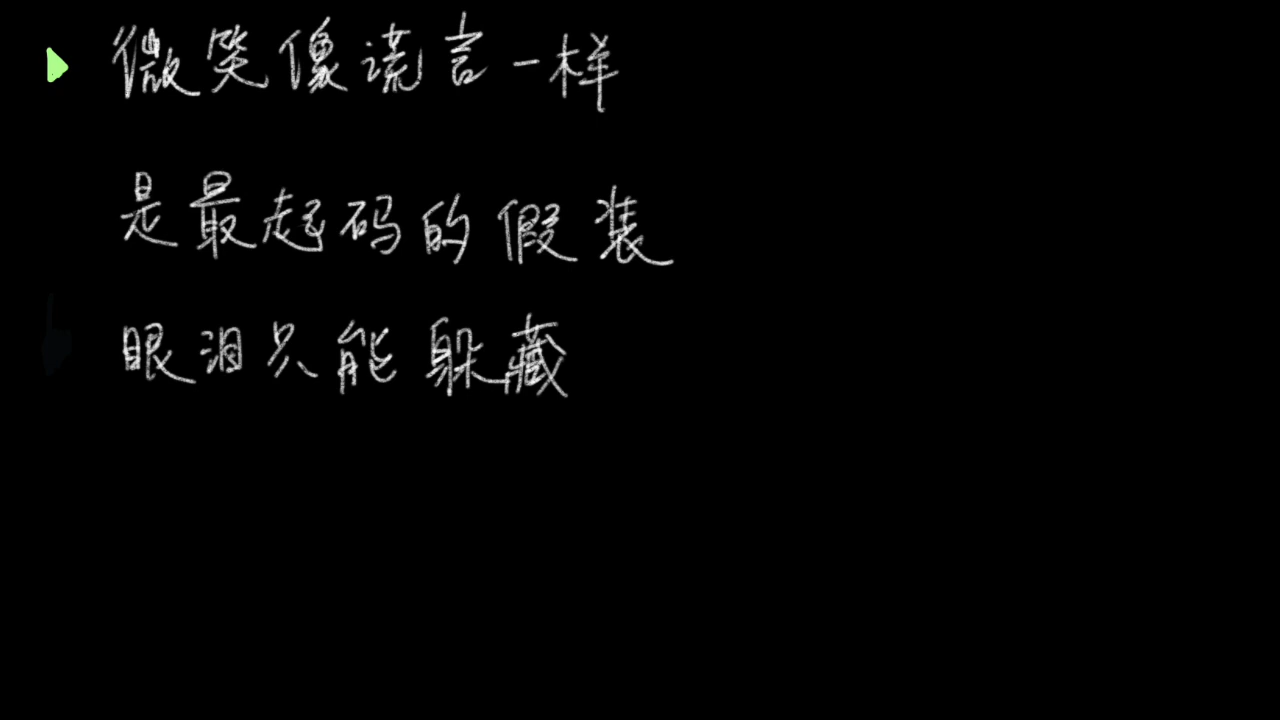 微笑像谎言一样
是最起码的假装
眼泪只能躲藏